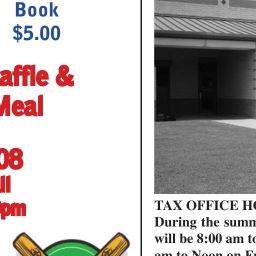 Book
$5.00
affle &
Meal
08
ll
pm
TAX OFFICE HO
During the summ
will be 8:00 am to
am to Noon on Fr